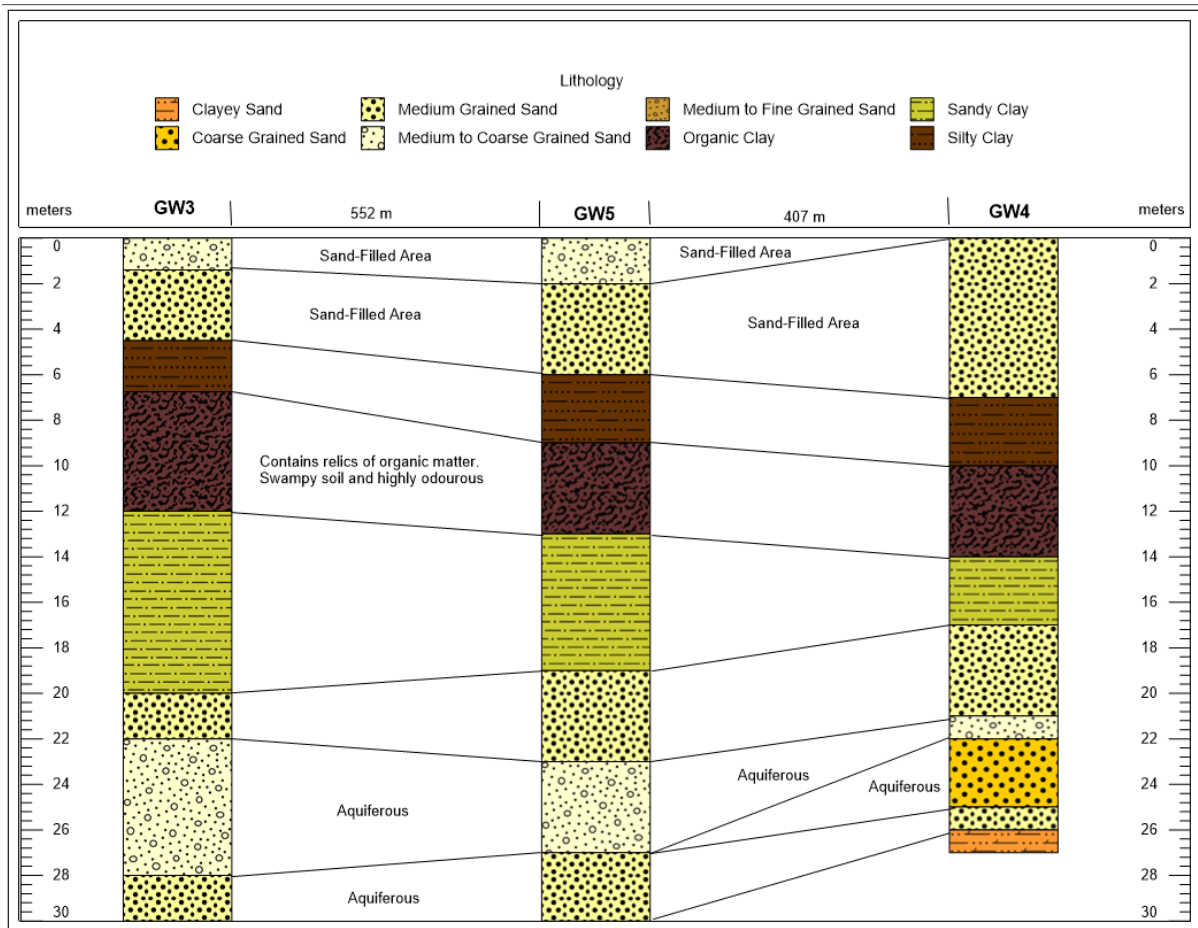 Lithology
Clayey Sand
Medium Grained Sand
Medium to Fine Grained Sand
Sandy Clay
Coarse Grained Sand
Medium to Coarse Grained Sand
Organic Clay
Silty Clay
meters
GW3
552 m
GW5
407 m
GW4
meters
0
Sand-Filled Area
Sand-Filled Area
0
2
2
4
Sand-Filled Area
Sand-Filled Area
4
6
6
8
8
10
Contains relics of organic matter.
Swampy soil and highly odourous
10
12
12
14
14
16
16
18
18
20
20
22
22
24
Aquiferous
Aquiferous
24
26
Aquiferous
26
28
28
30
Aquiferous
30